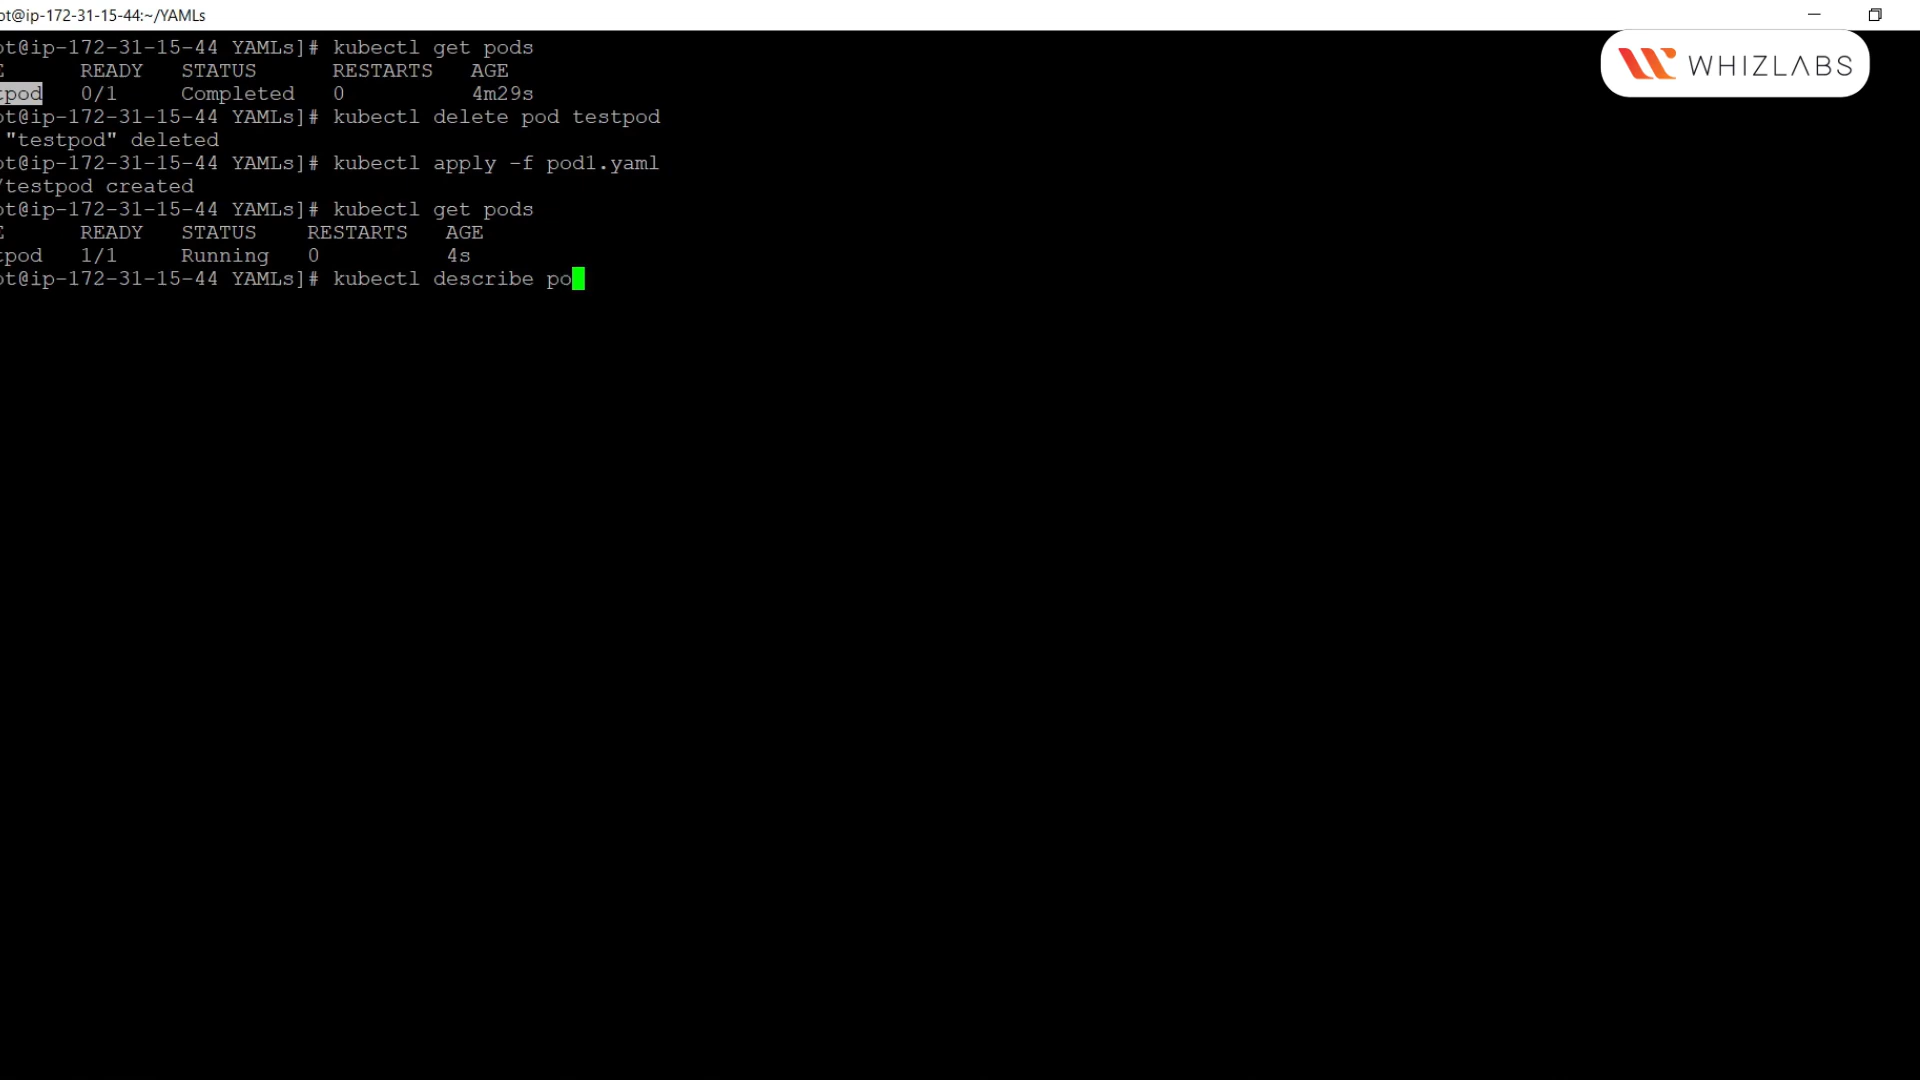 ot@ip-172-31-15-44:~/YAMLs
WHIZLABS
ot@ip-172-31-15-44 YAMLs]# kubectl get pods
E READY STATUS RESTARTS AGE
tpod 0/1 Completed 0 4m29s
ot@ip-172-31-15-44 YAMLs]# kubectl delete pod testpod
"testpod" deleted
ot@ip-172-31-15-44 YAMLs]# kubectl apply -f pod1.yaml
/testpod created
ot@ip-172-31-15-44 YAMLs]# kubectl get pods
E READY STATUS RESTARTS AGE
tpod 1/1 Running 0 4s
ot@ip-172-31-15-44 YAMLs]# kubectl describe po